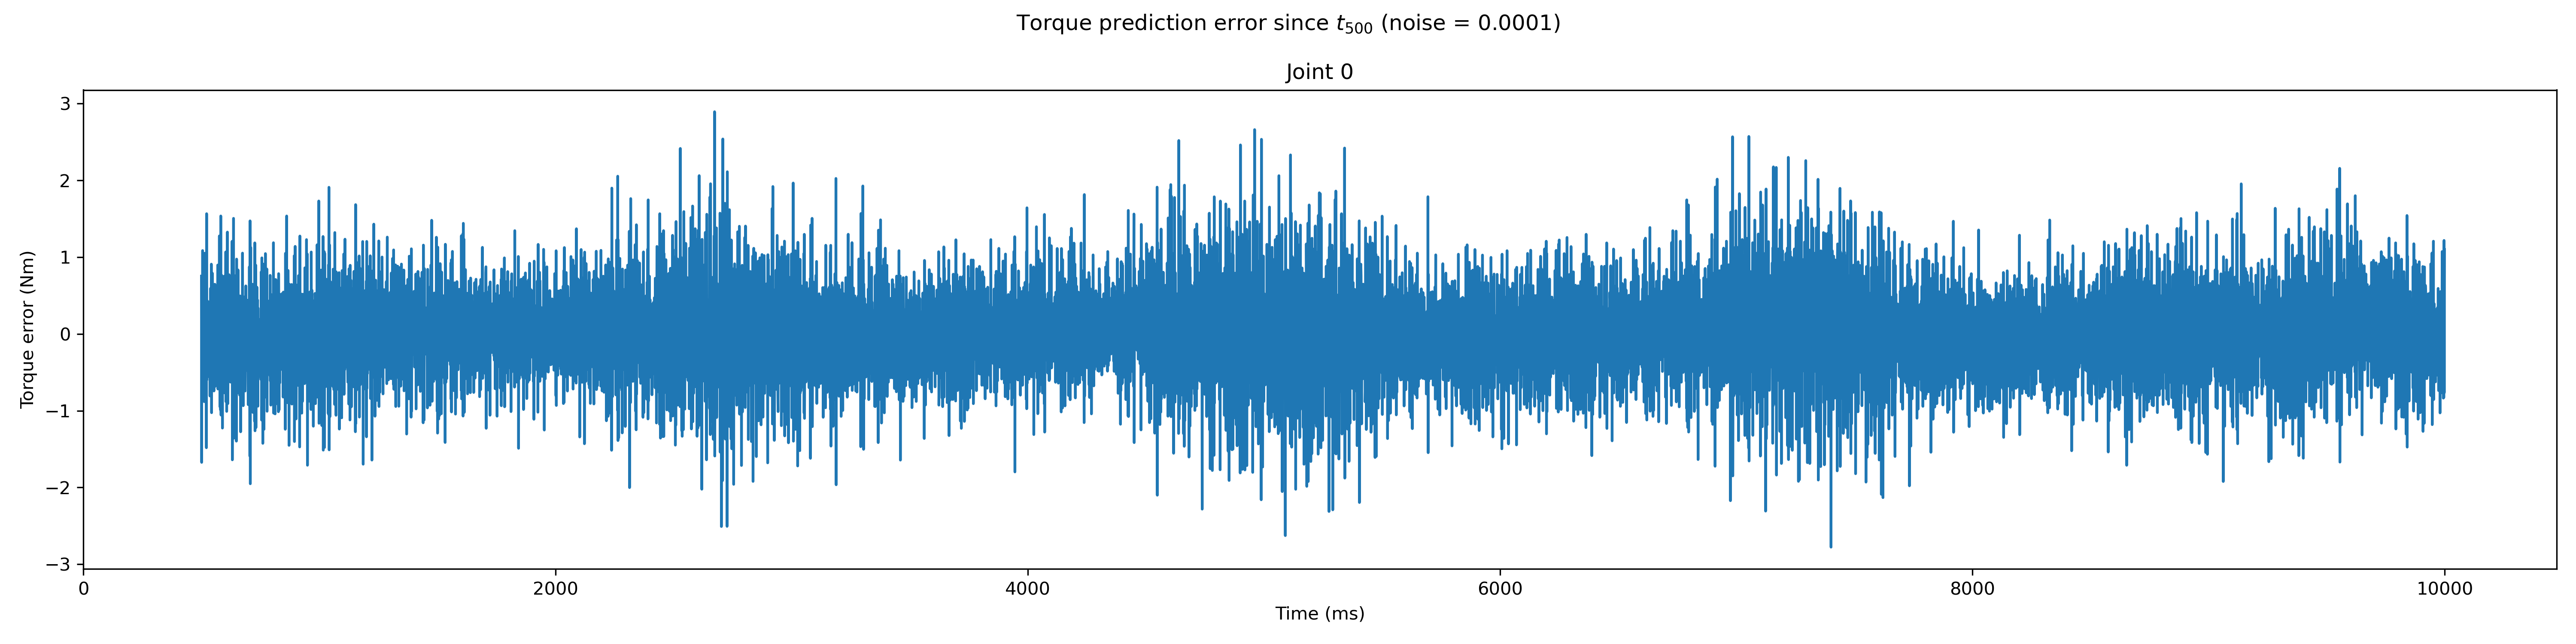 Torque prediction error since t₅₀₀ (noise = 0.0001)
Joint 0
Torque error (Nm)
3
2
1
0
−1
−2
−3
0 2000 4000 6000 8000 10000
Time (ms)